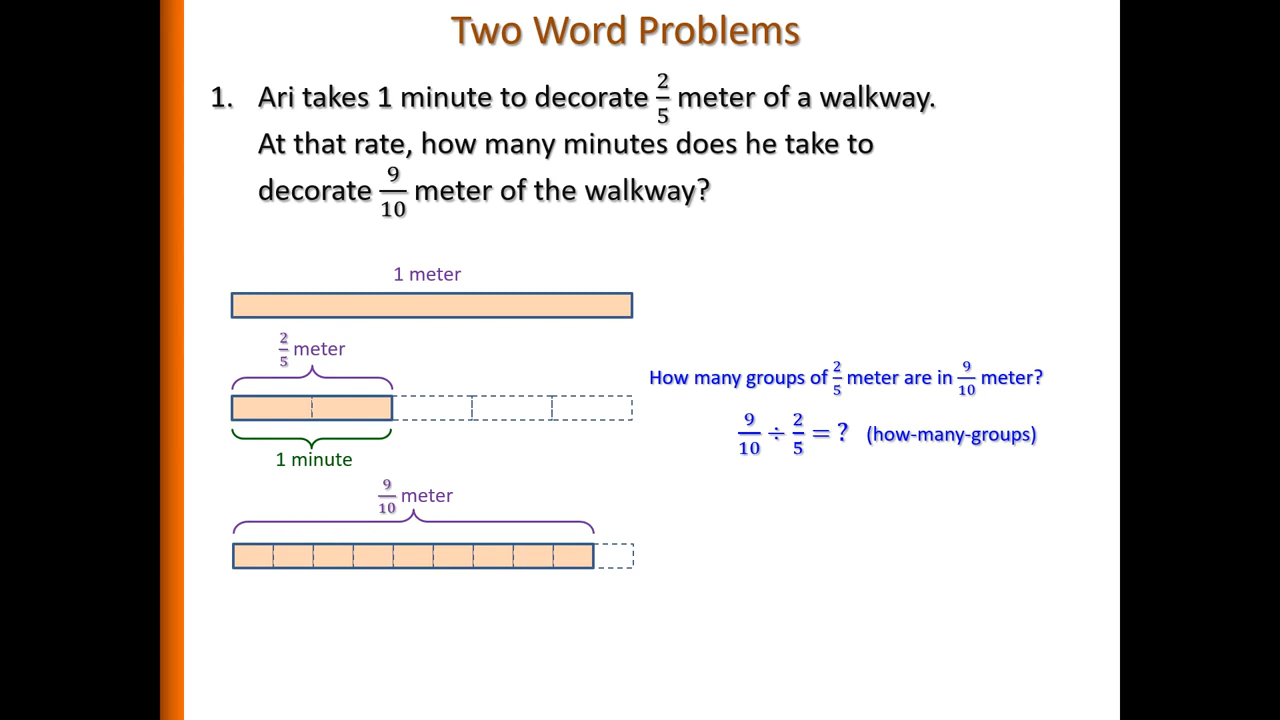 Two Word Problems
1. Ari takes 1 minute to decorate 2/5 meter of a walkway.
At that rate, how many minutes does he take to
decorate 9/10 meter of the walkway?
1 meter
2/5 meter
How many groups of 2/5 meter are in 9/10 meter?
9/10 ÷ 2/5 = ? (how-many-groups)
1 minute
9/10 meter